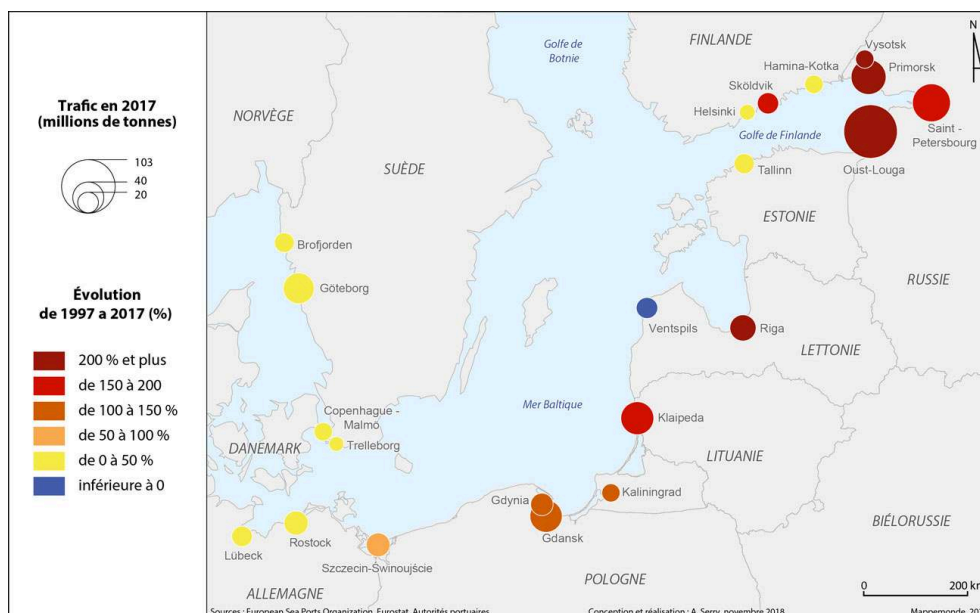 Trafic en 2017
(millions de tonnes)
103
40
20
Évolution
de 1997 a 2017 (%)
200 % et plus
de 150 à 200
de 100 à 150 %
de 50 à 100 %
de 0 à 50 %
inférieure à 0
N
Golfe de
Botnie
FINLANDE
Vysotsk
Hamina-Kotka
Primorsk
Sköldvik
NORVÈGE
Helsinki
Golfe de Finlande
Saint -
Petersbourg
SUÈDE
Tallinn
Oust-Louga
ESTONIE
Brofjorden
RUSSIE
Göteborg
Ventspils
Riga
LETTONIE
Mer Baltique
Copenhague -
Malmö
Klaipeda
DANEMARK
Trelleborg
LITUANIE
Gdynia
Kaliningrad
BIÉLORUSSIE
Gdansk
Rostock
Lübeck
Szczecin-Świnoujście
POLOGNE
ALLEMAGNE
0
200 km
Sources : European Sea Ports Organization, Eurostat, Autorités portuaires
Conception et réalisation : A. Serry, novembre 2018